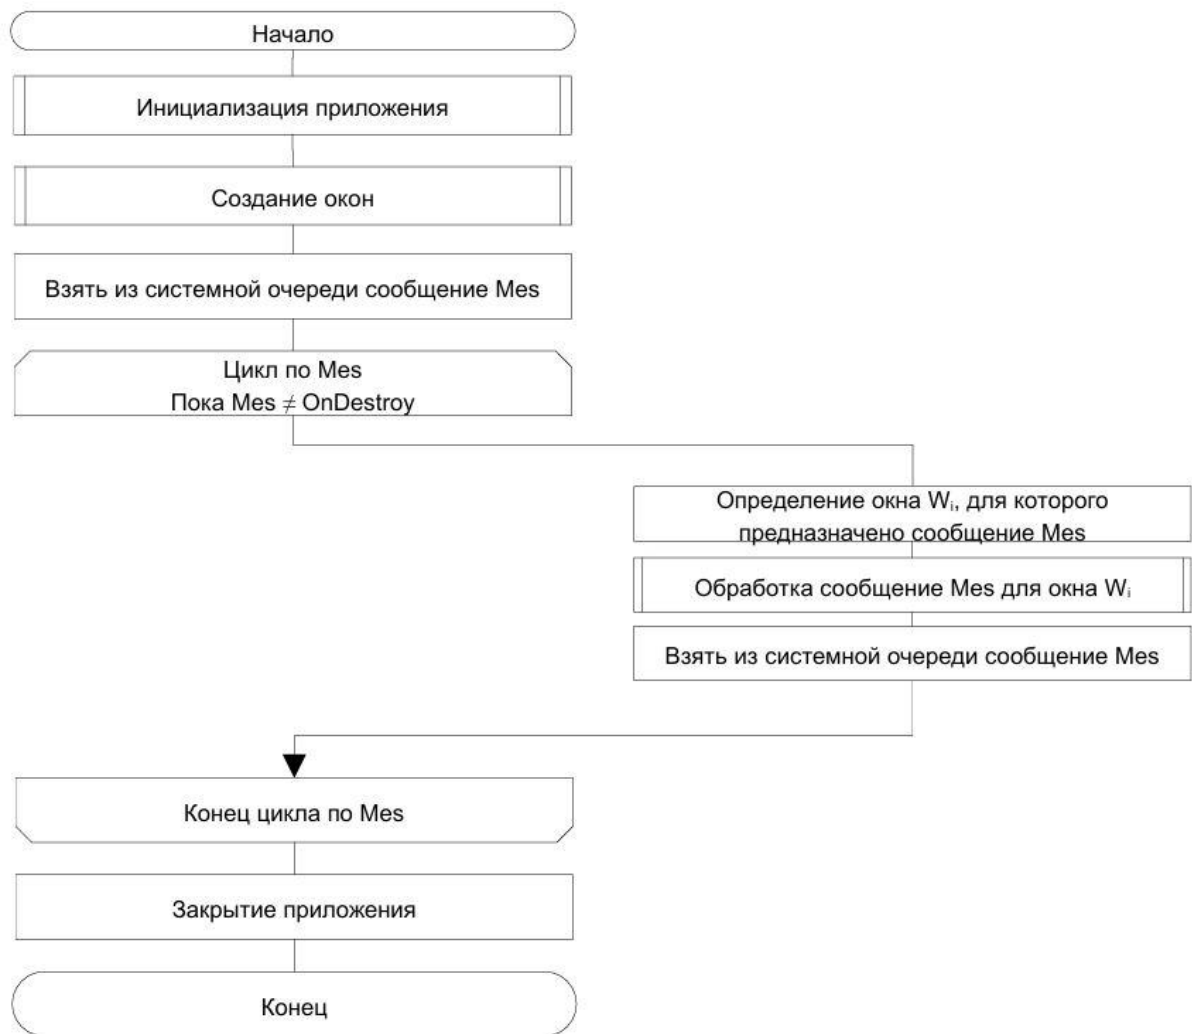 Начало
Инициализация приложения
Создание окон
Взять из системной очереди сообщение Mes
Цикл по Mes
Пока Mes ≠ OnDestroy
Определение окна Wᵢ, для которого
предназначено сообщение Mes
Обработка сообщение Mes для окна Wᵢ
Взять из системной очереди сообщение Mes
Конец цикла по Mes
Закрытие приложения
Конец